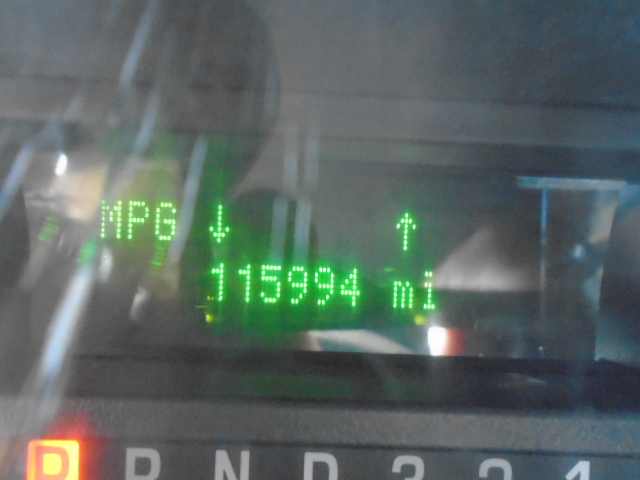 MPG ↓ ↑
115994 mi
P R N D 3 2 1